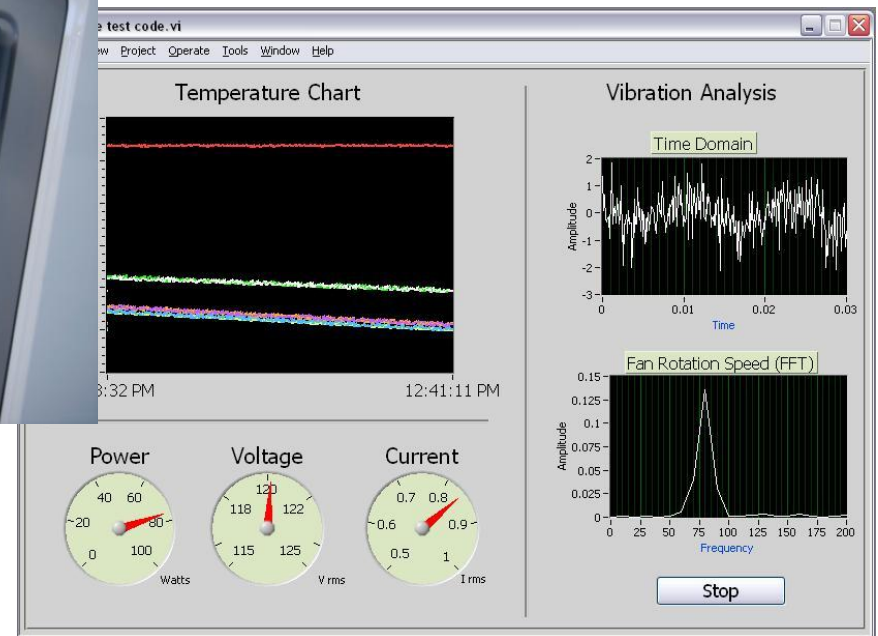 e test code.vi
ew Project Operate Tools Window Help
Temperature Chart
:32 PM 12:41:11 PM
Power
0 20 40 60 80 100
Watts
Voltage
115 118 120 122 125
V rms
Current
0.5 0.6 0.7 0.8 0.9 1
I rms
Vibration Analysis
Time Domain
2
1
0
-1
-2
-3
Amplitude
0 0.01 0.02 0.03
Time
Fan Rotation Speed (FFT)
0.15
0.125
0.1
0.075
0.05
0.025
0
Amplitude
0 25 50 75 100 125 150 175 200
Frequency
Stop